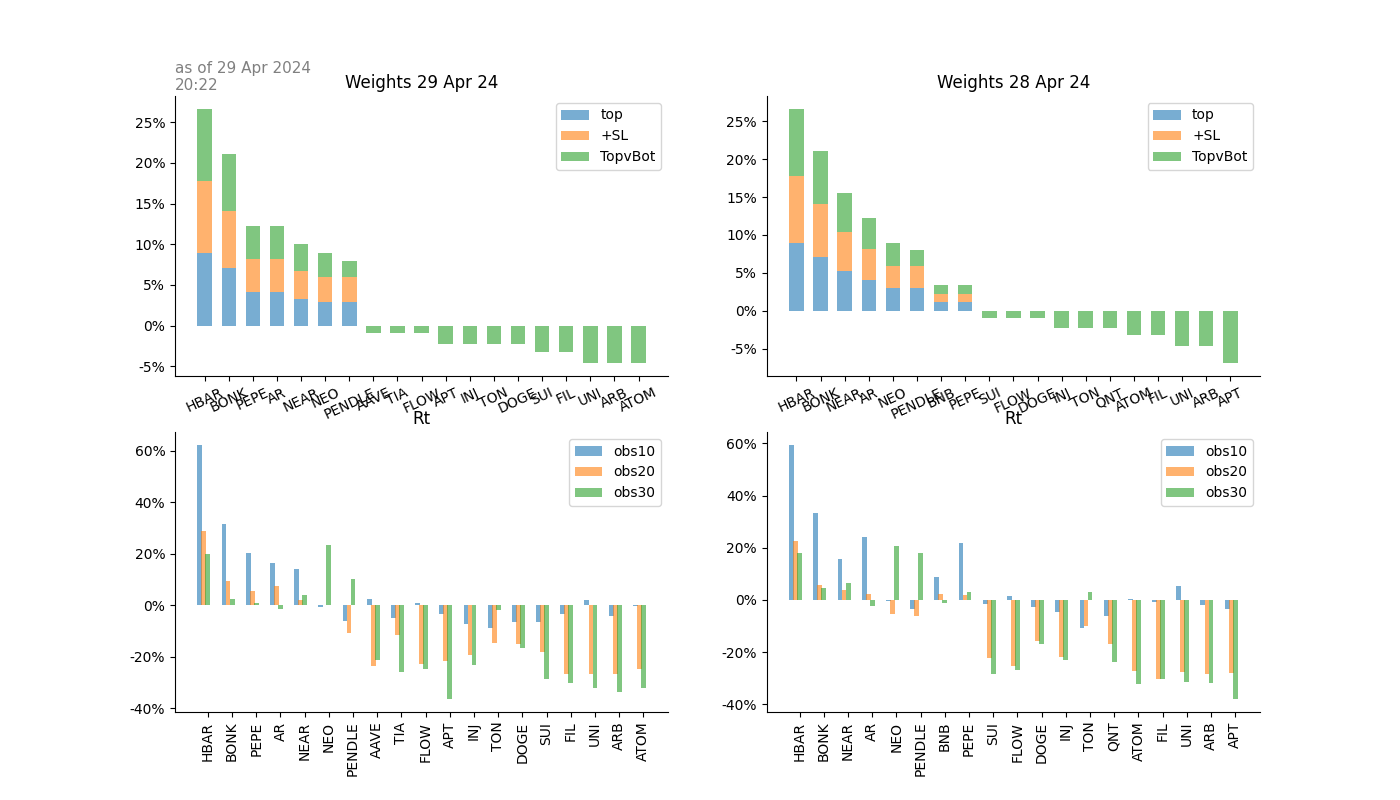 as of 29 Apr 2024
20:22
Weights 29 Apr 24
25%
20%
15%
10%
5%
0%
-5%
top
+SL
TopvBot
HBAR BONK PEPE AR NEAR NEO PENDLE AAVE TIA FLOW APT INJ TON DOGE SUI FIL UNI ARB ATOM
Weights 28 Apr 24
25%
20%
15%
10%
5%
0%
-5%
top
+SL
TopvBot
HBAR BONK NEAR AR NEO PENDLE BNB PEPE SUI FLOW DOGE INJ TON QNT ATOM FIL UNI ARB APT
Rt
60%
40%
20%
0%
-20%
-40%
obs10
obs20
obs30
HBAR BONK PEPE AR NEAR NEO PENDLE AAVE TIA FLOW APT INJ TON DOGE SUI FIL UNI ARB ATOM
Rt
60%
40%
20%
0%
-20%
-40%
obs10
obs20
obs30
HBAR BONK NEAR AR NEO PENDLE BNB PEPE SUI FLOW DOGE INJ TON QNT ATOM FIL UNI ARB APT